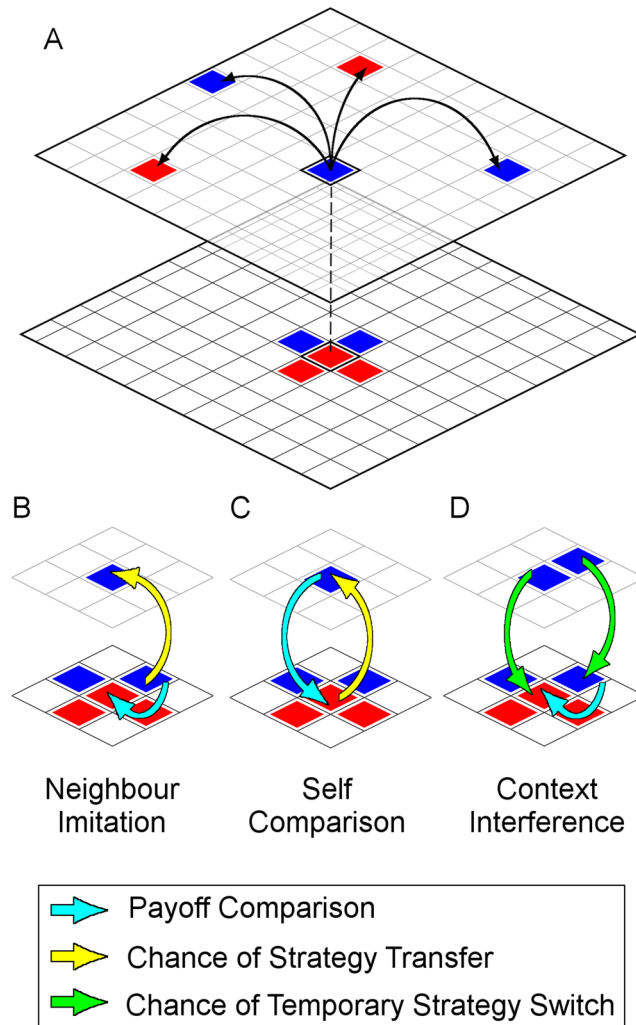 A
B
C
D
Neighbour
Imitation
Self
Comparison
Context
Interference
Payoff Comparison
Chance of Strategy Transfer
Chance of Temporary Strategy Switch